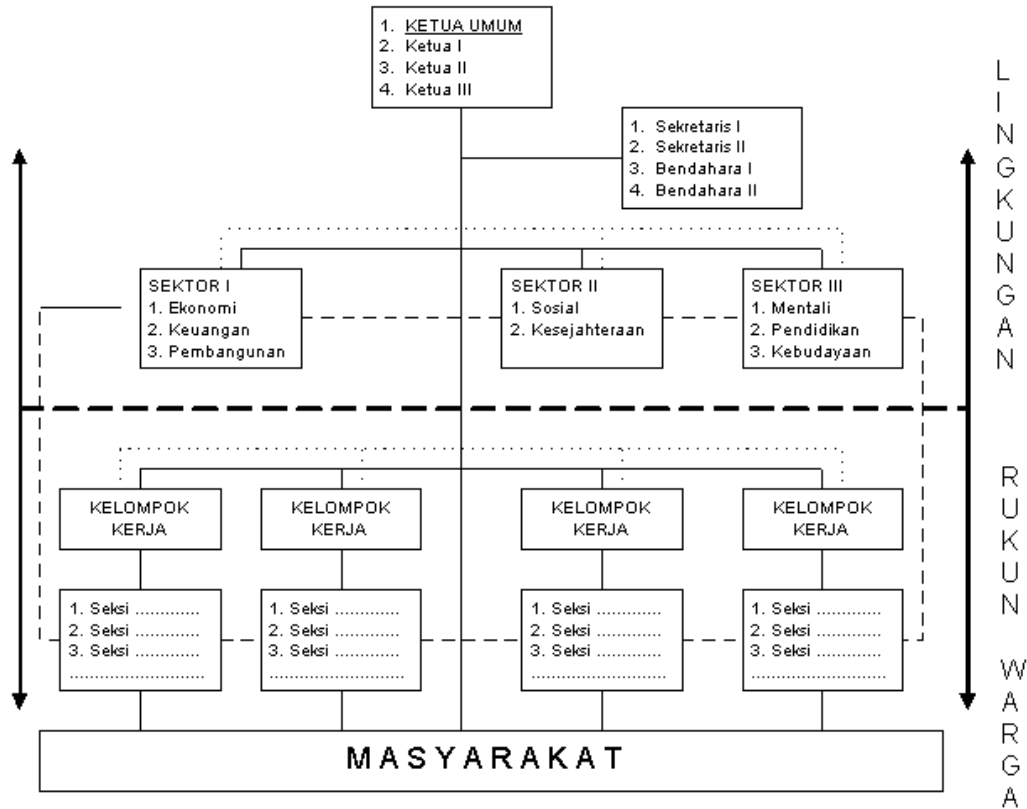 1. KETUA UMUM
2. Ketua I
3. Ketua II
4. Ketua III
1. Sekretaris I
2. Sekretaris II
3. Bendahara I
4. Bendahara II
SEKTOR I
1. Ekonomi
2. Keuangan
3. Pembangunan
SEKTOR II
1. Sosial
2. Kesejahteraan
SEKTOR III
1. Mentali
2. Pendidikan
3. Kebudayaan
LINGKUNGAN
KELOMPOK
KERJA
KELOMPOK
KERJA
KELOMPOK
KERJA
KELOMPOK
KERJA
1. Seksi ............
2. Seksi ............
3. Seksi ............
.........................
1. Seksi ............
2. Seksi ............
3. Seksi ............
.........................
1. Seksi ............
2. Seksi ............
3. Seksi ............
.........................
1. Seksi ............
2. Seksi ............
3. Seksi ............
.........................
RUKUN WARGA
MASYARAKAT